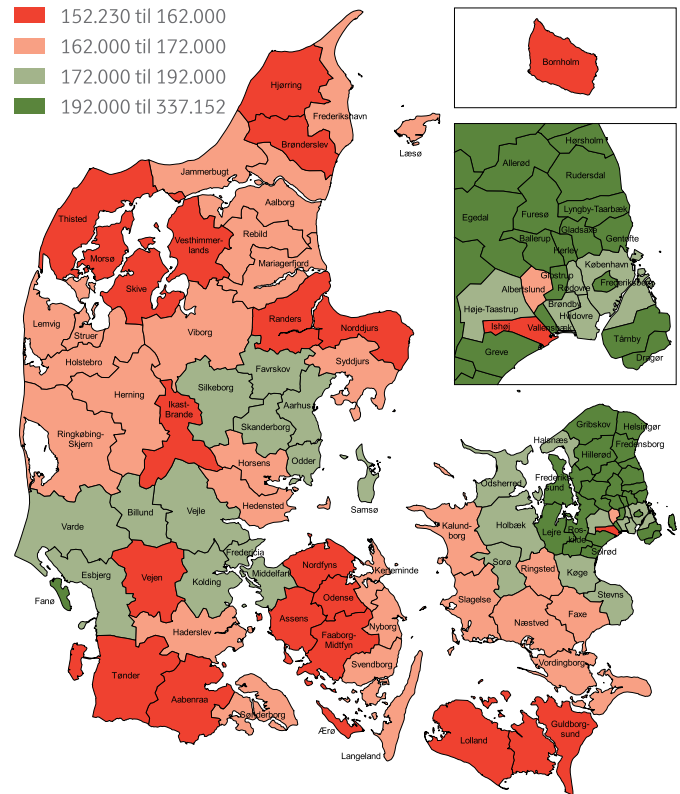 152.230 til 162.000
162.000 til 172.000
172.000 til 192.000
192.000 til 337.152
Bornholm
Hjørring
Frederikshavn
Brønderslev
Læsø
Jammerbugt
Aalborg
Thisted
Vesthimmer-
lands
Rebild
Morsø
Mariagerfjord
Skive
Lemvig
Struer
Viborg
Randers
Norddjurs
Syddjurs
Holstebro
Favrskov
Herning
Silkeborg
Ikast-
Brande
Aarhus
Skanderborg
Ringkøbing-
Skjern
Horsens
Odder
Hedensted
Samsø
Varde
Billund
Vejle
Fredericia
Esbjerg
Vejen
Kolding
Middelfart
Fanø
Nordfyns
Kerteminde
Odense
Assens
Nyborg
Faaborg-
Midtfyn
Haderslev
Svendborg
Tønder
Aabenraa
Sønderborg
Ærø
Langeland
Hørsholm
Allerød
Rudersdal
Egedal
Furesø
Lyngby-Taarbæk
Gladsaxe
Ballerup
Gentofte
Herlev
København
Glostrup
Albertslund
Rødovre
Frederiksberg
Høje-Taastrup
Brøndby
Hvidovre
Ishøj
Vallensbæk
Tårnby
Greve
Dragør
Gribskov
Helsingør
Halsnæs
Fredensborg
Hillerød
Odsherred
Frederiks-
sund
Kalund-
borg
Holbæk
Lejre
Ros-
kilde
Solrød
Sorø
Ringsted
Køge
Stevns
Slagelse
Næstved
Faxe
Vordingborg
Guldborg-
sund
Lolland